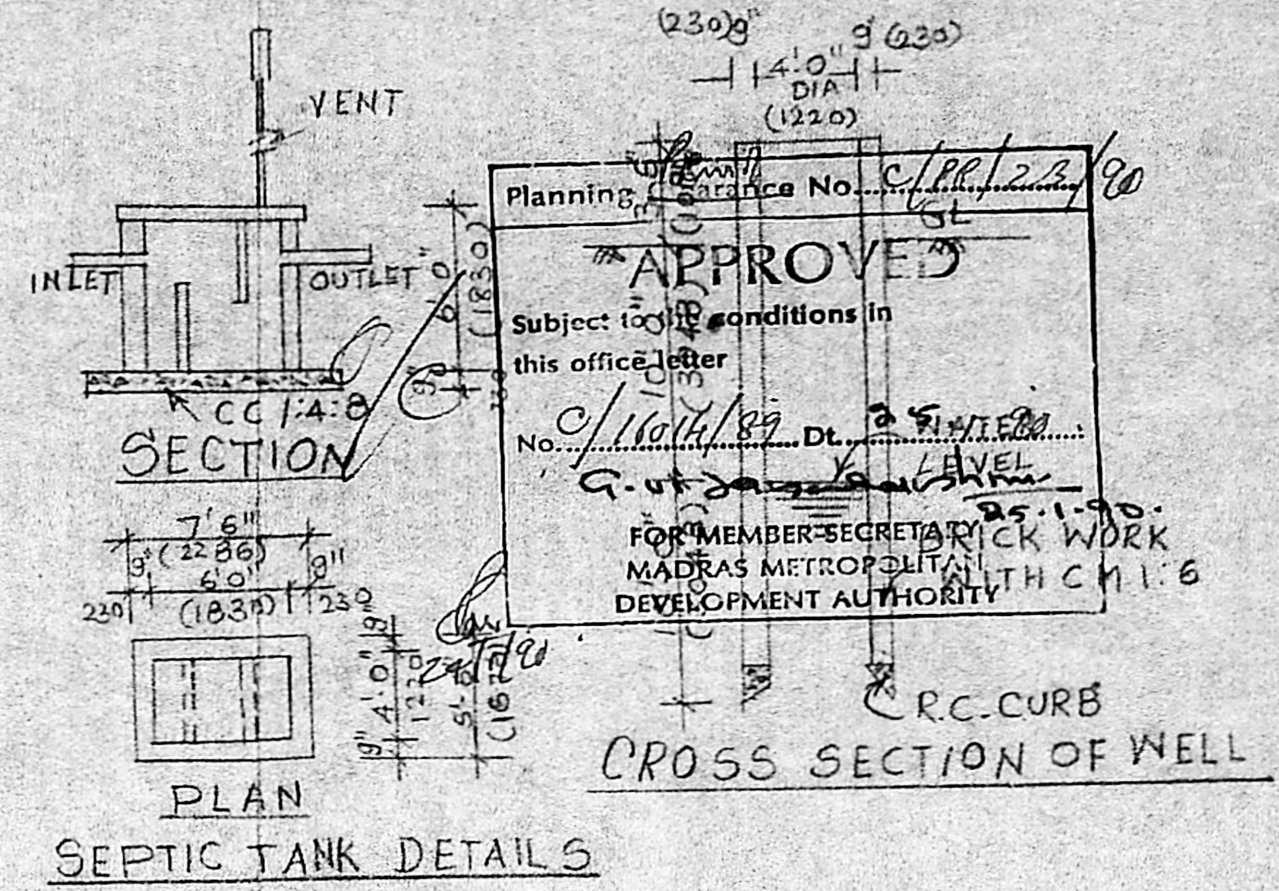 VENT
INLET
OUTLET
6'0"
(1830)
9"
CC 1:4:8
SECTION
7'6"
(2286)
9" 6'0" 9"
230 (1830) 230
9"
4'0"
1220
9"
PLAN
SEPTIC TANK DETAILS
(230)9" 9" (230)
4'0"
DIA
(1220)
GL
LEVEL
BRICK WORK
WITH CM 1:6
R.C.CURB
CROSS SECTION OF WELL
Planning No. C/PP/23/90
APPROVED
Subject to the conditions in
this office letter
No. C/16014/89 Dt.
25.1.90.
FOR MEMBER-SECRETARY
MADRAS METROPOLITAN
DEVELOPMENT AUTHORITY